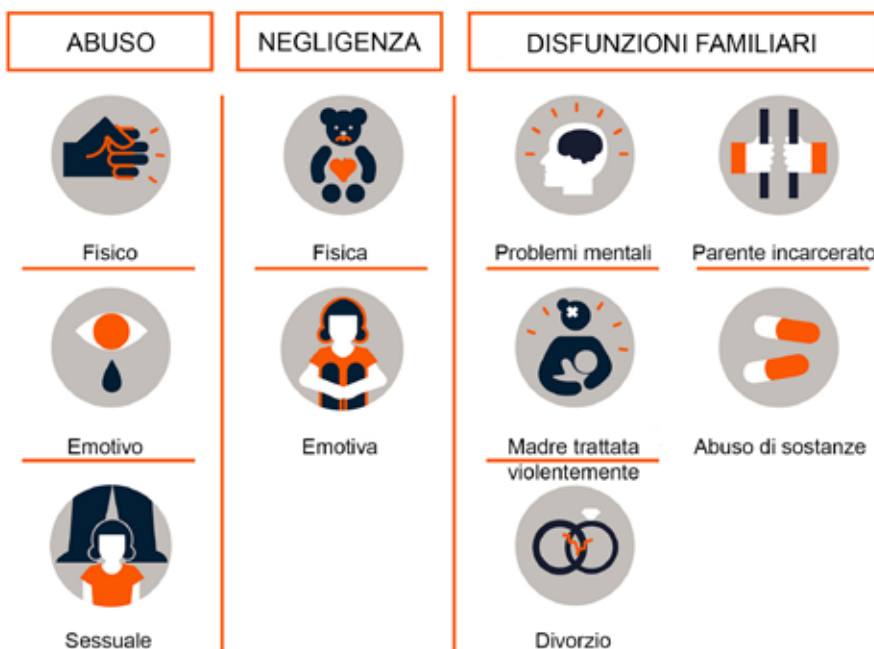 ABUSO
NEGLIGENZA
DISFUNZIONI FAMILIARI
Fisico
Fisica
Problemi mentali
Parente incarcerato
Emotivo
Emotiva
Madre trattata
violentemente
Abuso di sostanze
Sessuale
Divorzio